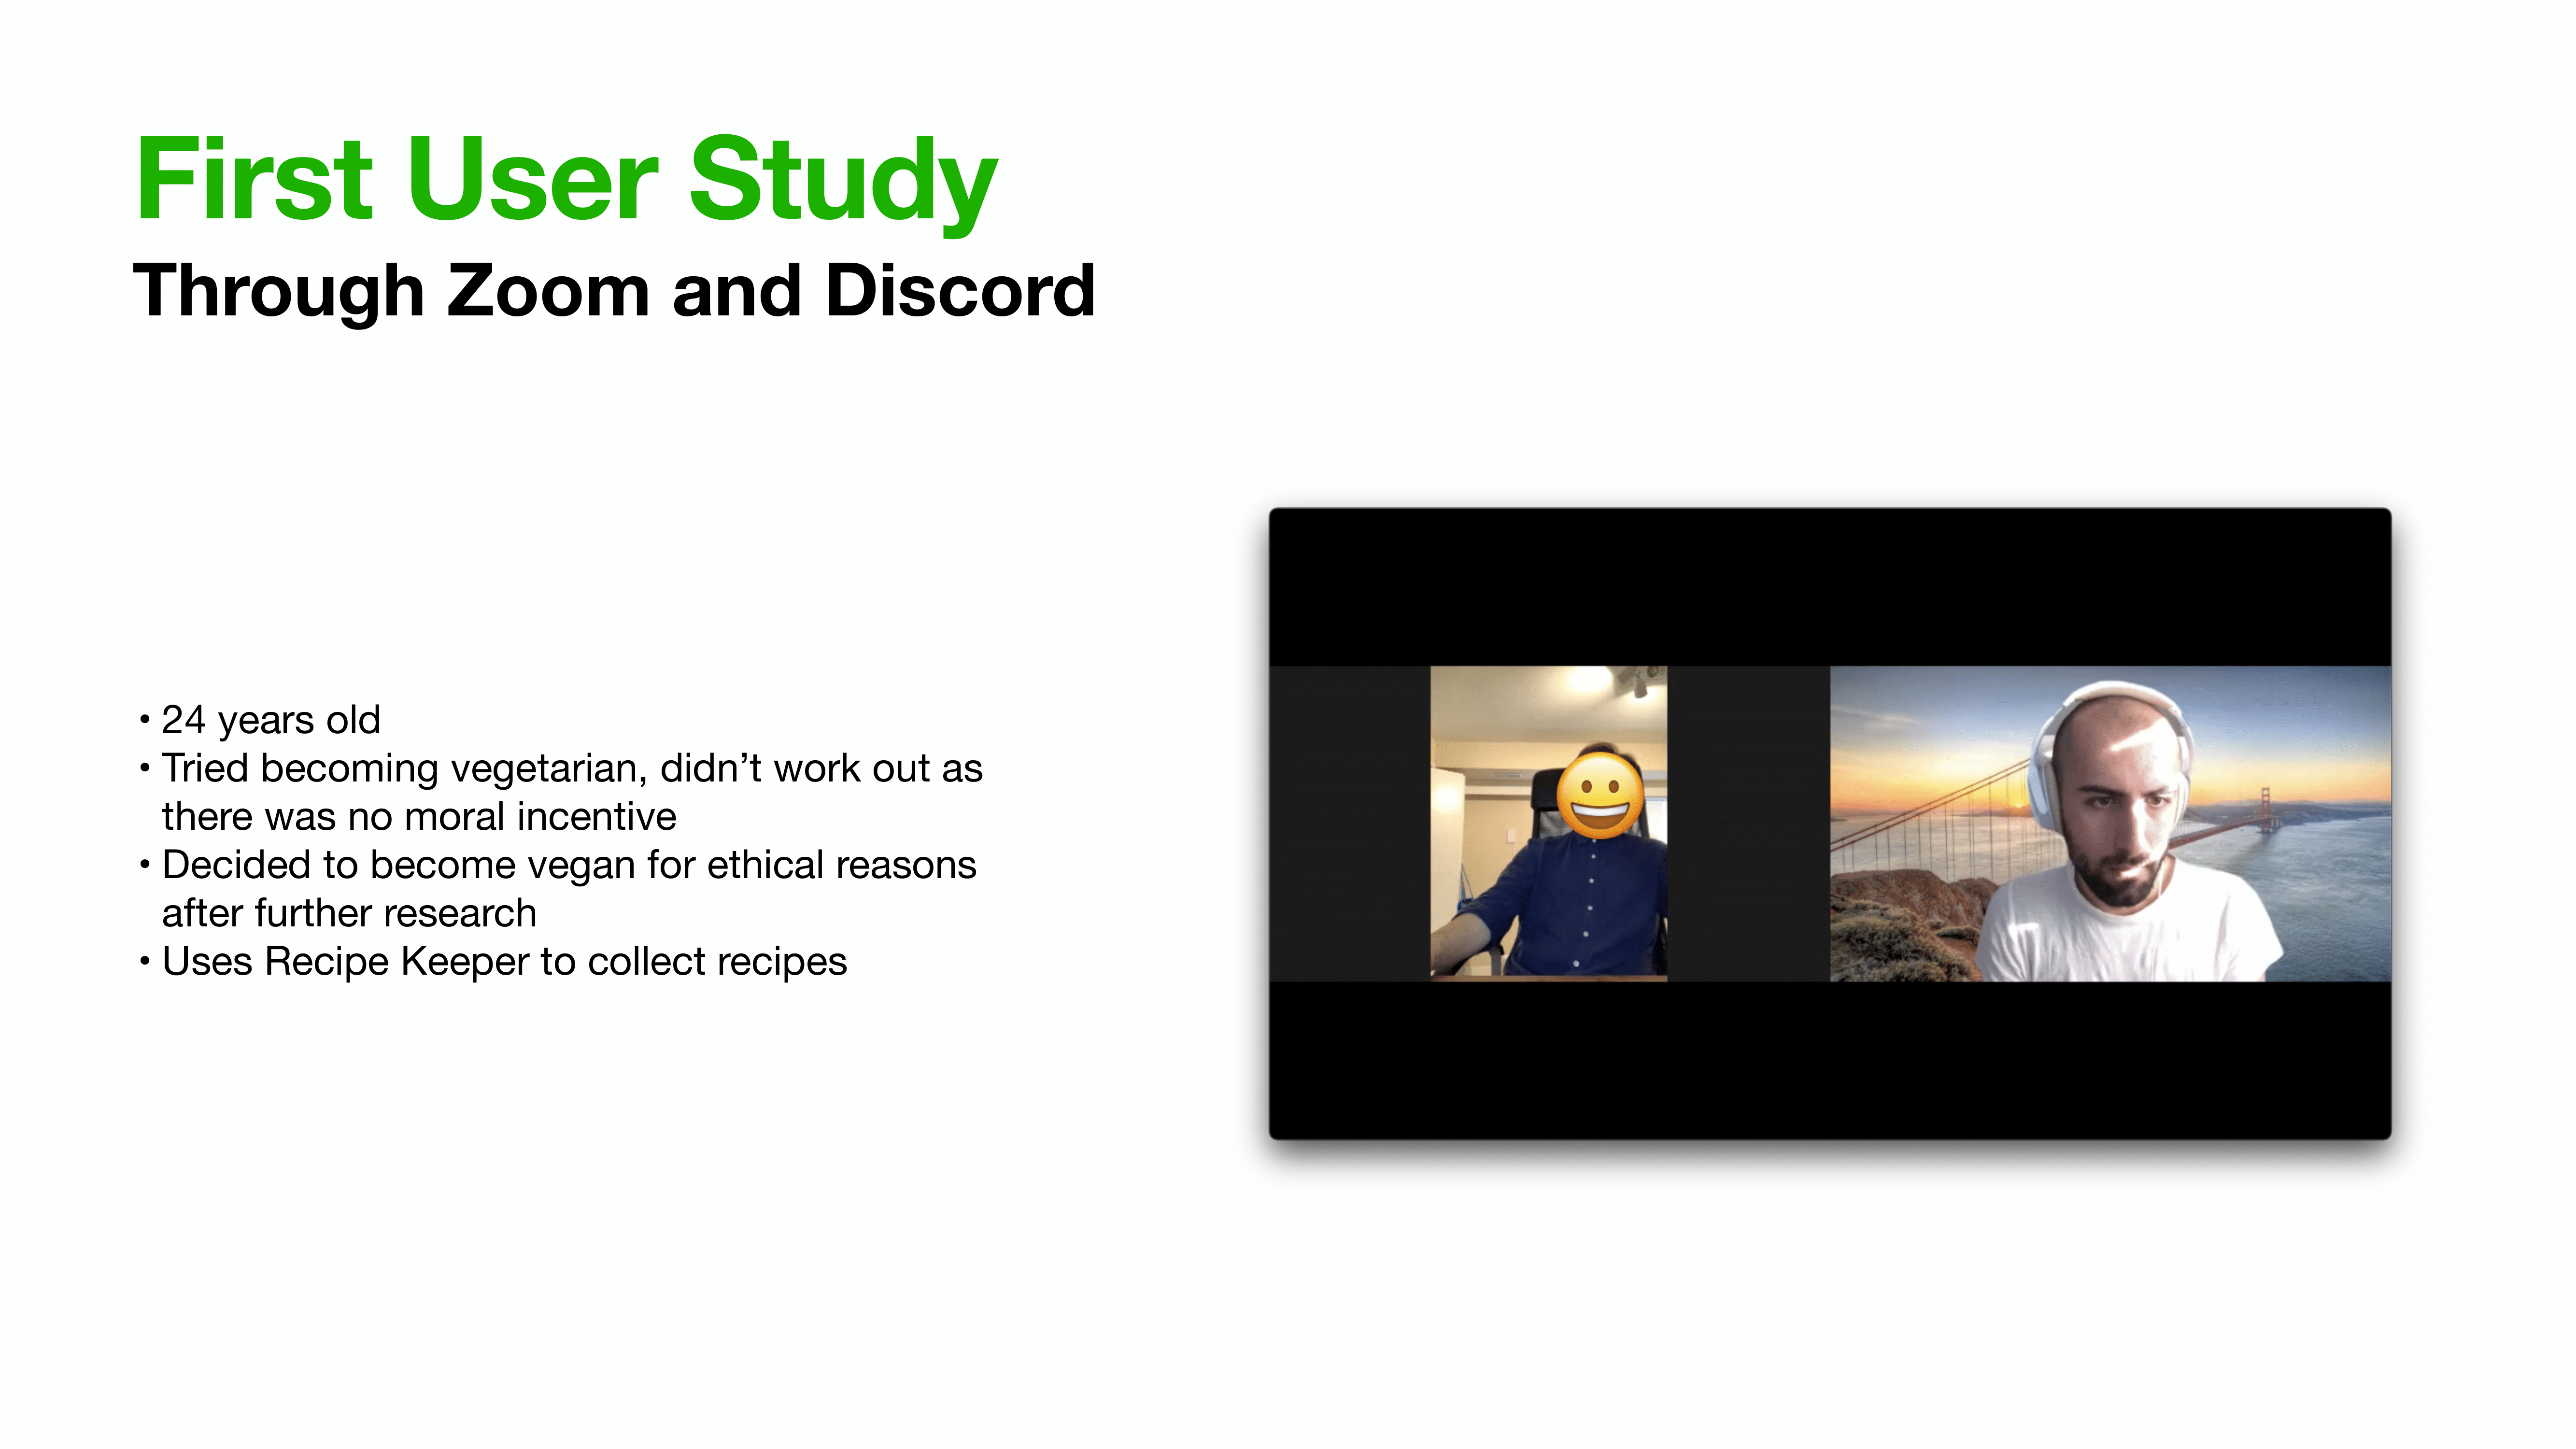 First User Study
Through Zoom and Discord
• 24 years old
• Tried becoming vegetarian, didn’t work out as
there was no moral incentive
• Decided to become vegan for ethical reasons
after further research
• Uses Recipe Keeper to collect recipes